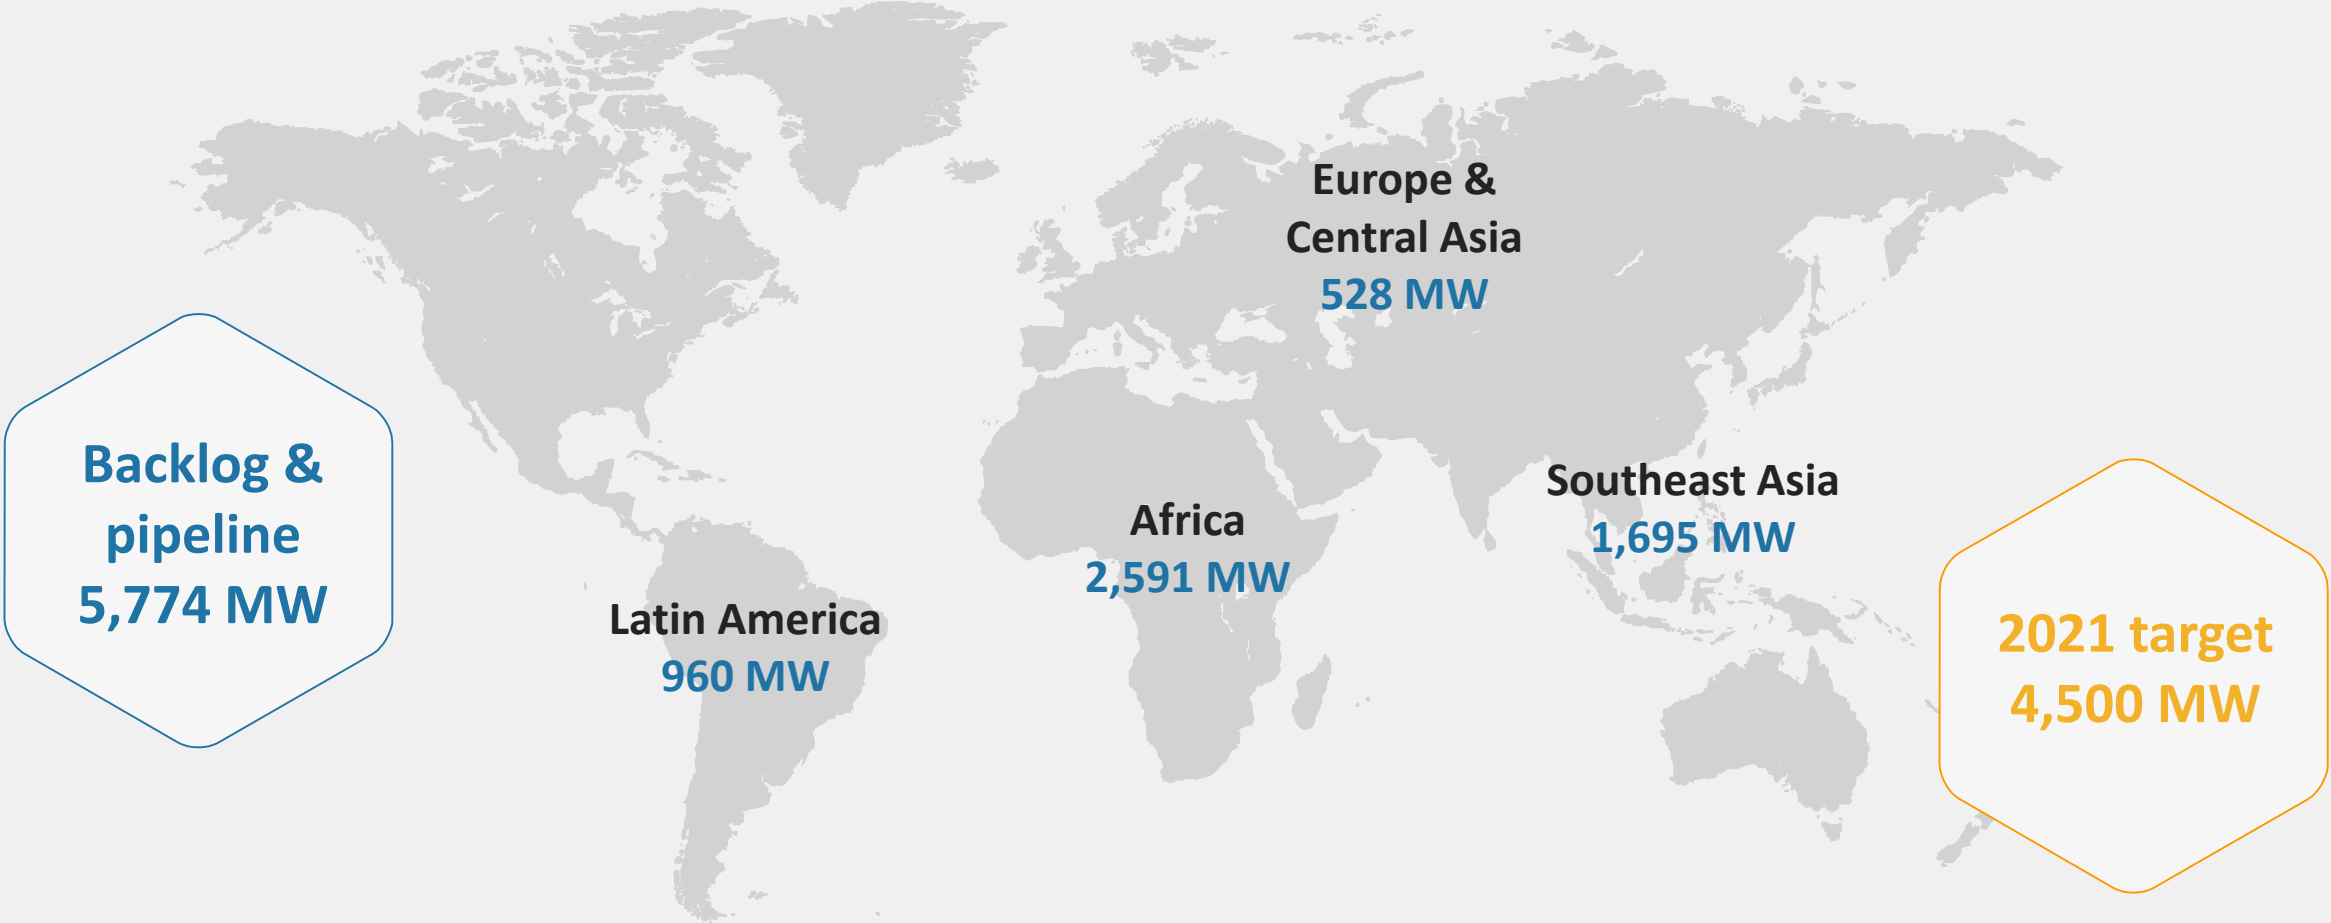 Europe &
Central Asia
528 MW
Backlog &
pipeline
5,774 MW
Southeast Asia
1,695 MW
Africa
2,591 MW
Latin America
960 MW
2021 target
4,500 MW